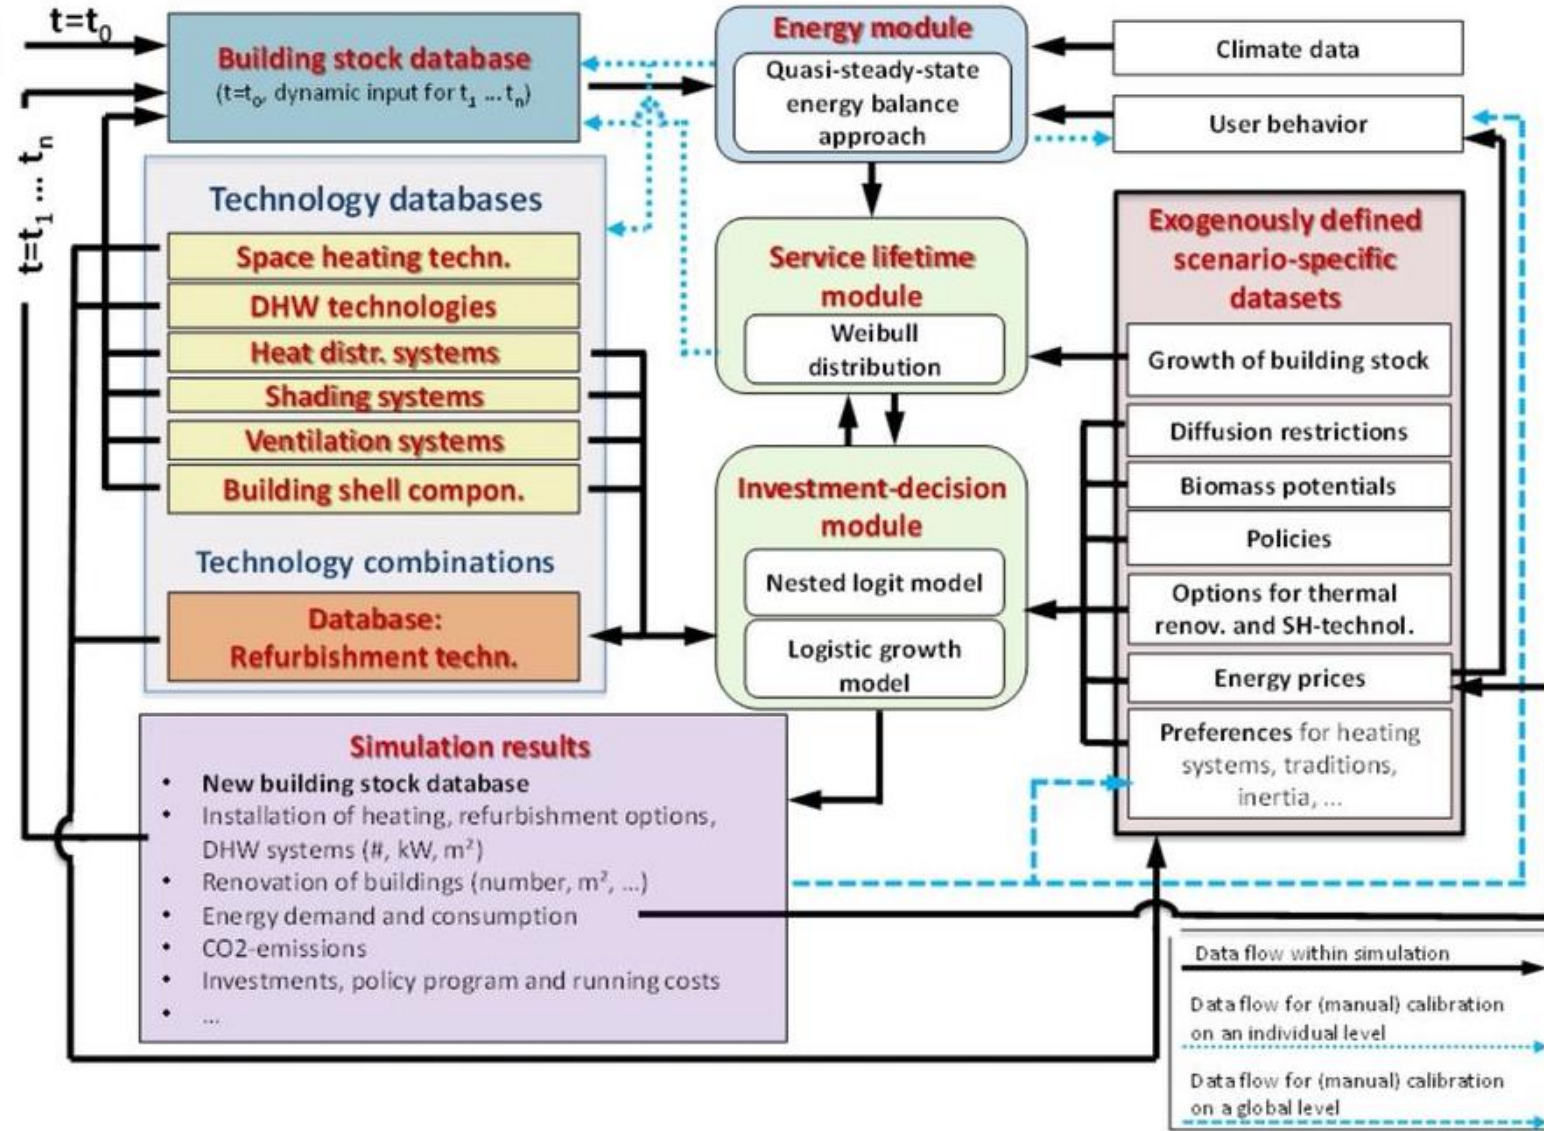 t=t0
Building stock database
(t=t0, dynamic input for t1 ... tn)
t=t1 ... tn
Technology databases
Space heating techn.
DHW technologies
Heat distr. systems
Shading systems
Ventilation systems
Building shell compon.
Technology combinations
Database:
Refurbishment techn.
Energy module
Quasi-steady-state
energy balance
approach
Service lifetime
module
Weibull
distribution
Investment-decision
module
Nested logit model
Logistic growth
model
Climate data
User behavior
Exogenously defined
scenario-specific
datasets
Growth of building stock
Diffusion restrictions
Biomass potentials
Policies
Options for thermal
renov. and SH-technol.
Energy prices
Preferences for heating
systems, traditions,
inertia, ...
Simulation results
• New building stock database
• Installation of heating, refurbishment options,
DHW systems (#, kW, m²)
• Renovation of buildings (number, m², ...)
• Energy demand and consumption
• CO2-emissions
• Investments, policy program and running costs
• ...
Data flow within simulation
Data flow for (manual) calibration
on an individual level
Data flow for (manual) calibration
on a global level